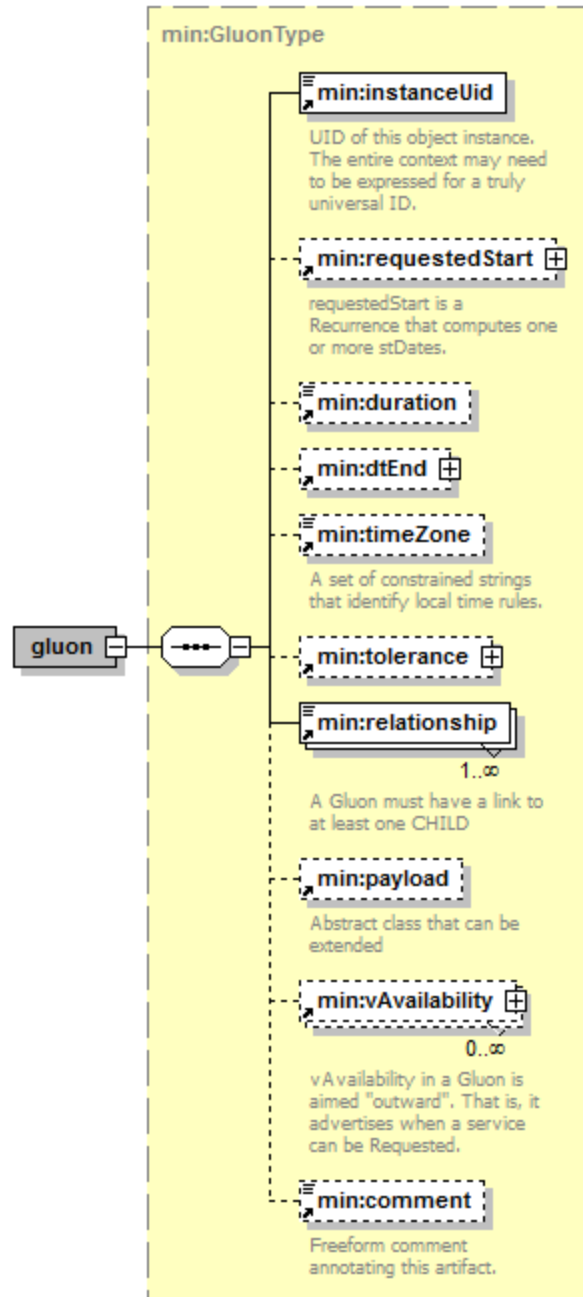 min:GluonType
min:instanceUid
UID of this object instance.
The entire context may need
to be expressed for a truly
universal ID.
min:requestedStart
requestedStart is a
Recurrence that computes one
or more stDates.
min:duration
min:dtEnd
min:timeZone
A set of constrained strings
that identify local time rules.
gluon
min:tolerance
min:relationship
1..∞
A Gluon must have a link to
at least one CHILD
min:payload
Abstract class that can be
extended
min:vAvailability
0..∞
vAvailability in a Gluon is
aimed "outward". That is, it
advertises when a service
can be Requested.
min:comment
Freeform comment
annotating this artifact.